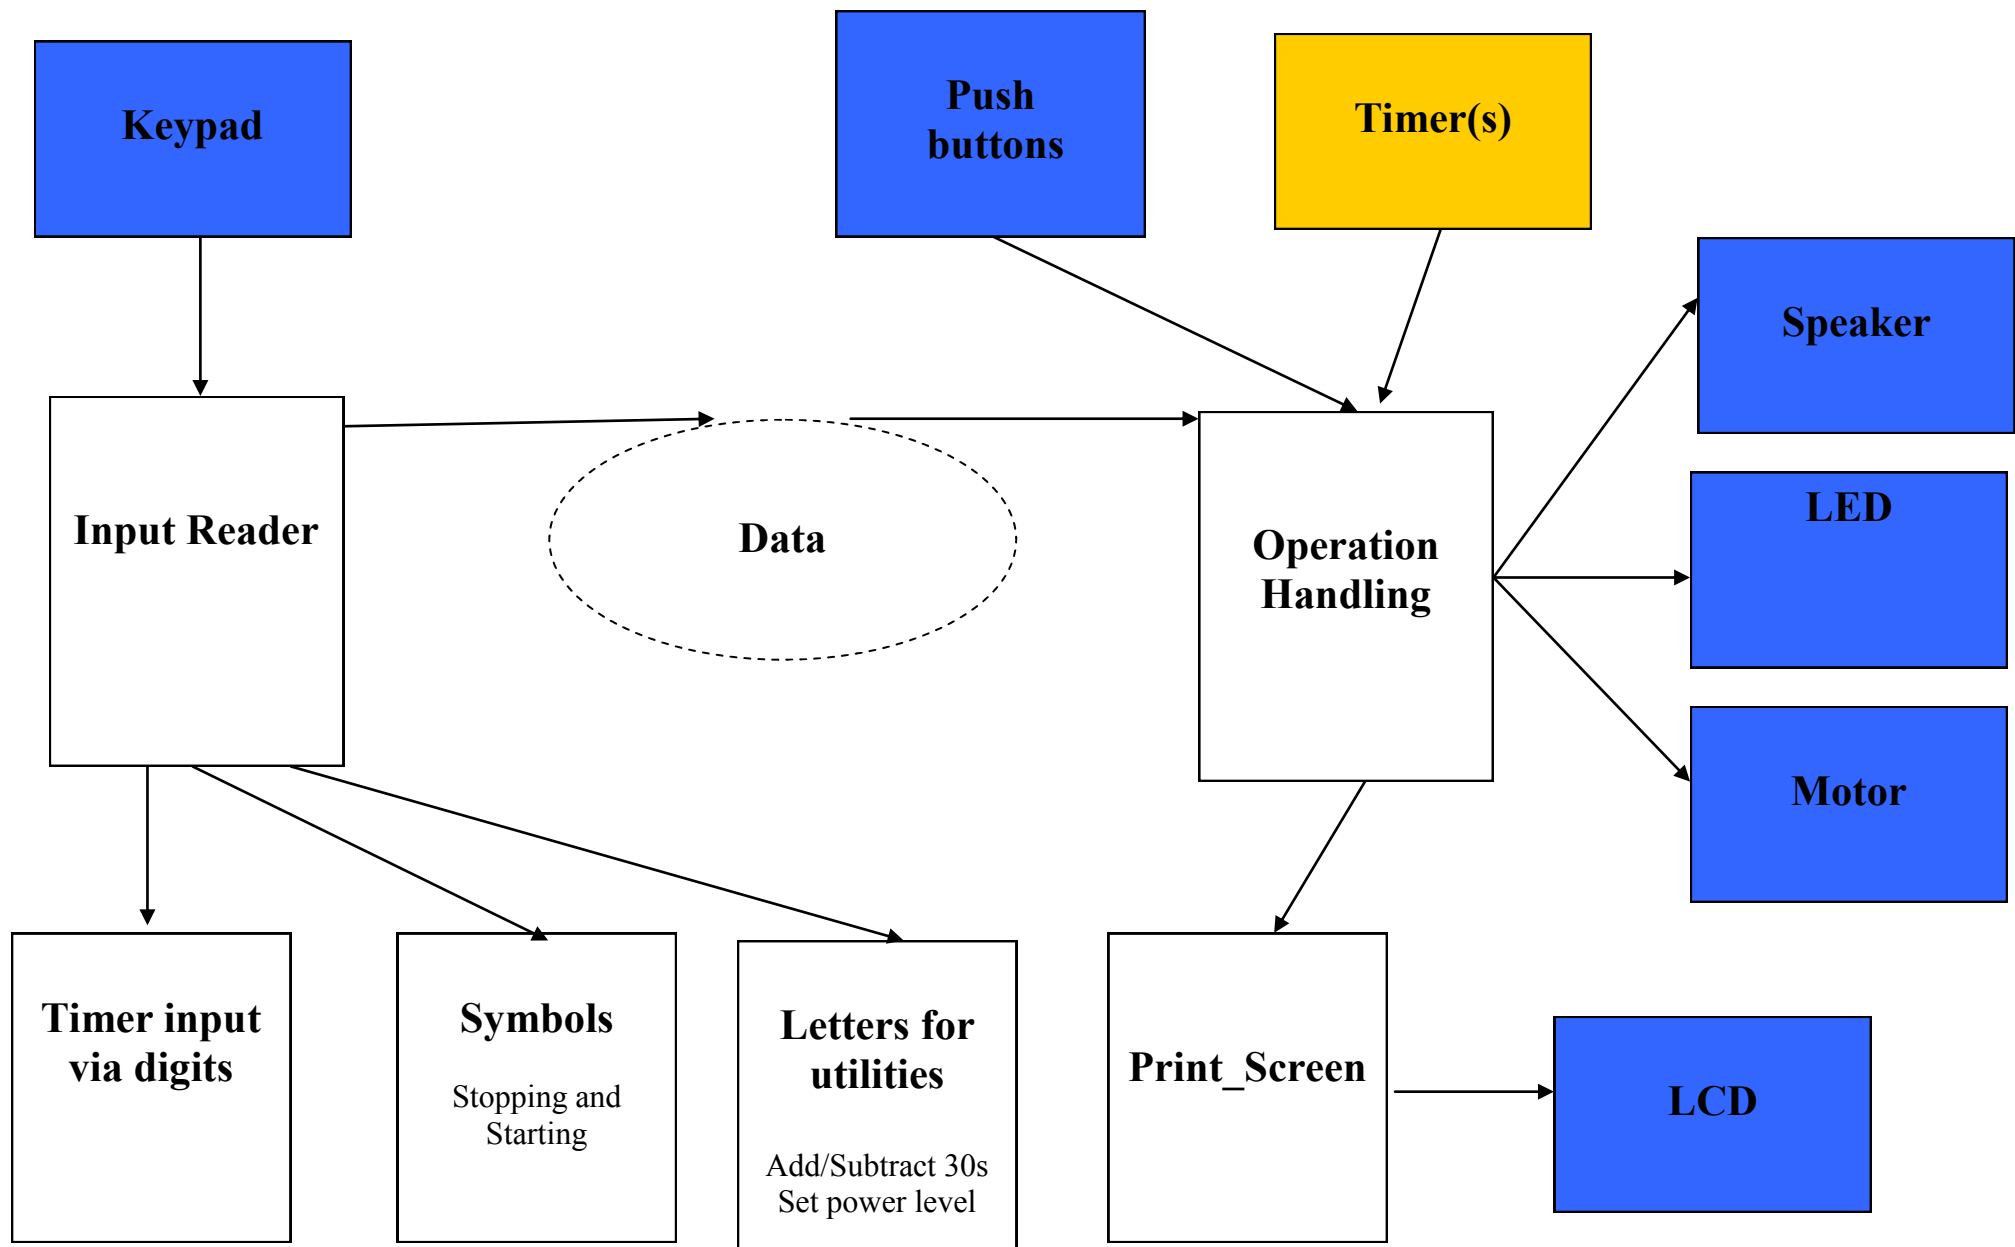 Keypad
Push
buttons
Timer(s)
Speaker
LED
Input Reader
Data
Operation
Handling
Motor
Timer input
via digits
Symbols
Stopping and
Starting
Letters for
utilities
Add/Subtract 30s
Set power level
Print_Screen
LCD